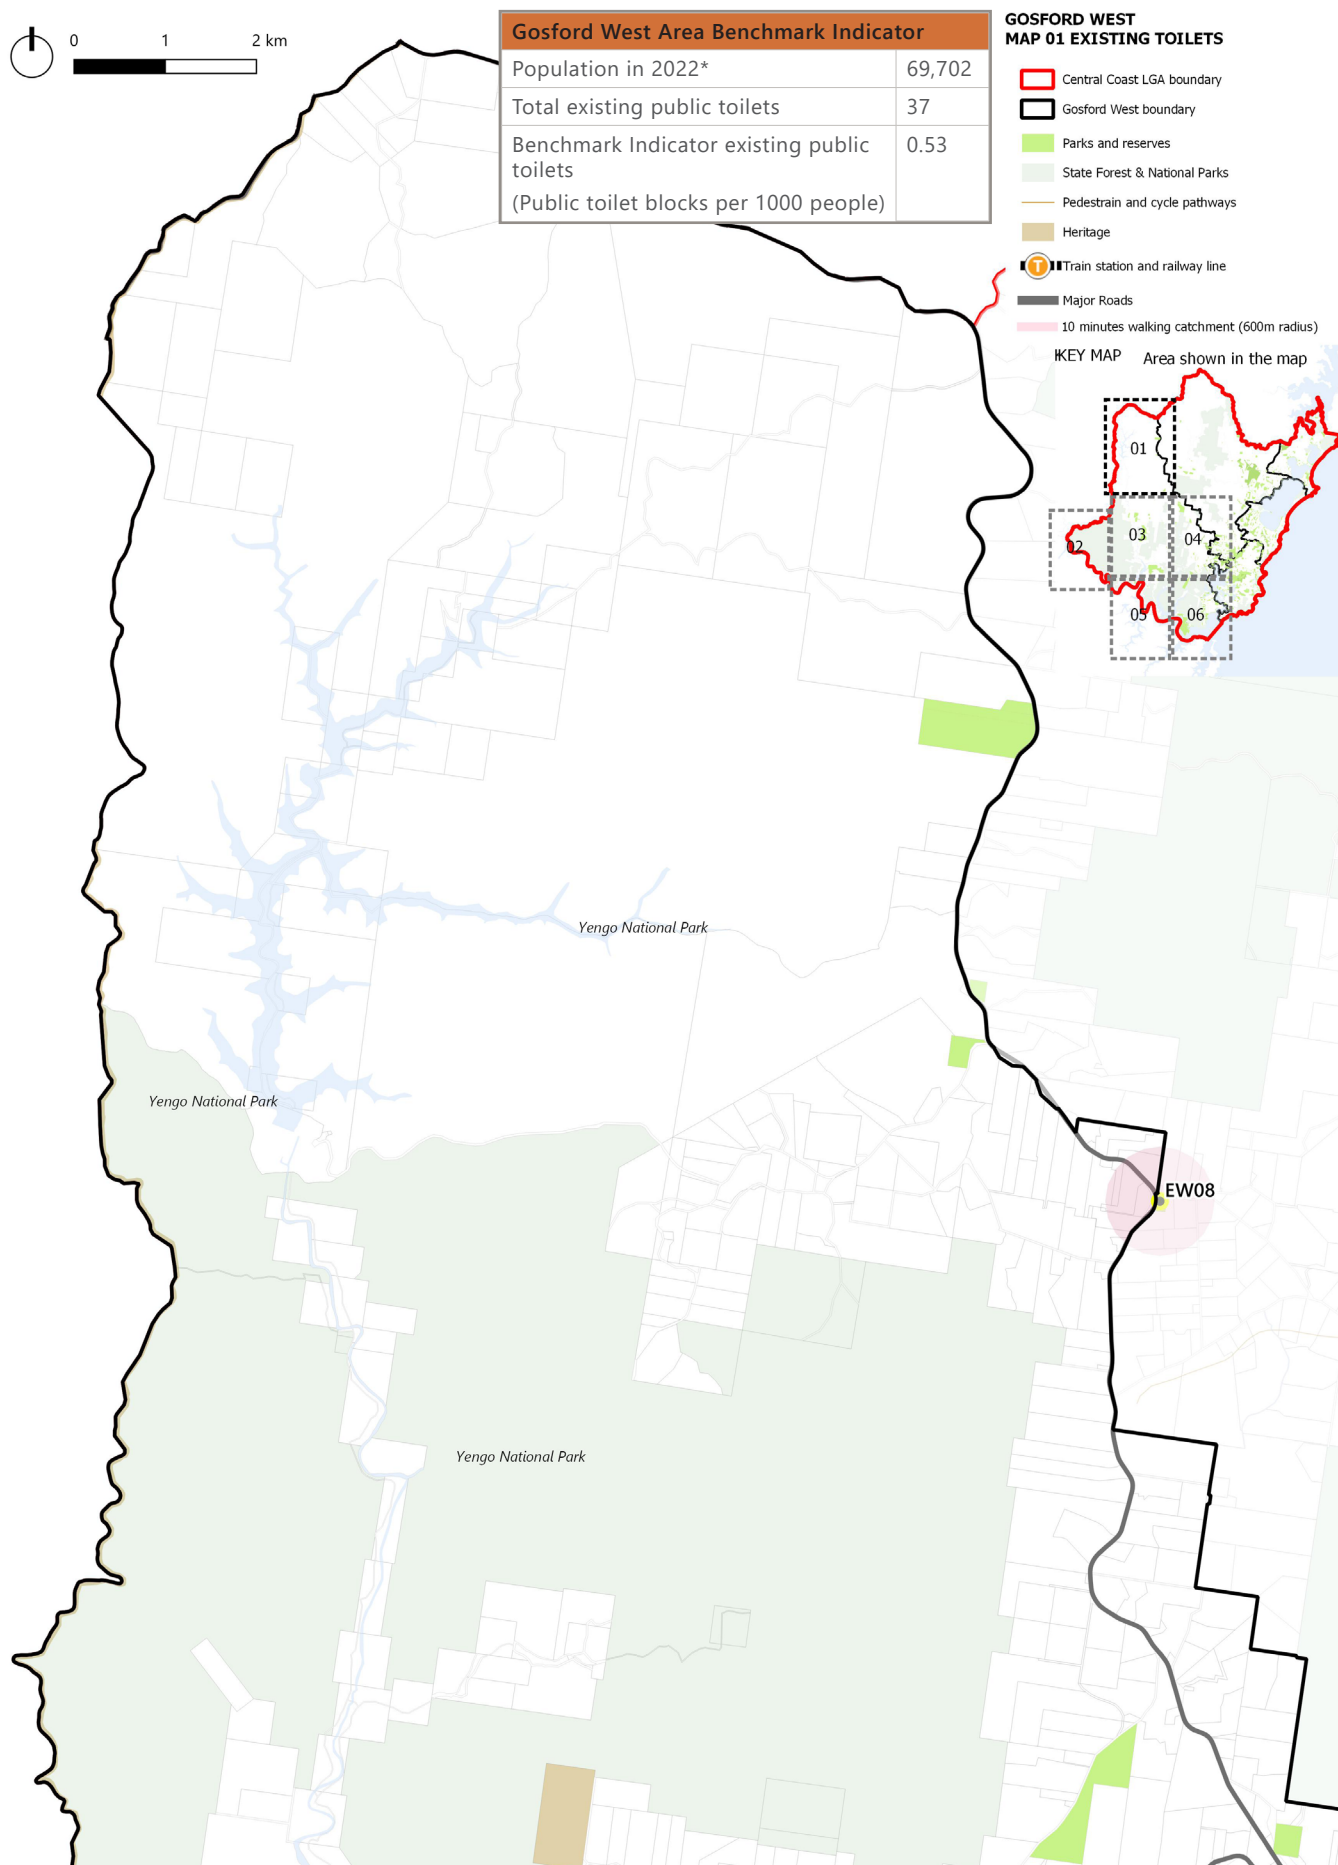 0 1 2 km
Gosford West Area Benchmark Indicator
Population in 2022* 69,702
Total existing public toilets 37
Benchmark Indicator existing public 0.53
toilets
(Public toilet blocks per 1000 people)
GOSFORD WEST
MAP 01 EXISTING TOILETS
Central Coast LGA boundary
Gosford West boundary
Parks and reserves
State Forest & National Parks
Pedestrain and cycle pathways
Heritage
T Train station and railway line
Major Roads
10 minutes walking catchment (600m radius)
KEY MAP Area shown in the map
01
02
03
04
05
06
Yengo National Park
Yengo National Park
EW08
Yengo National Park